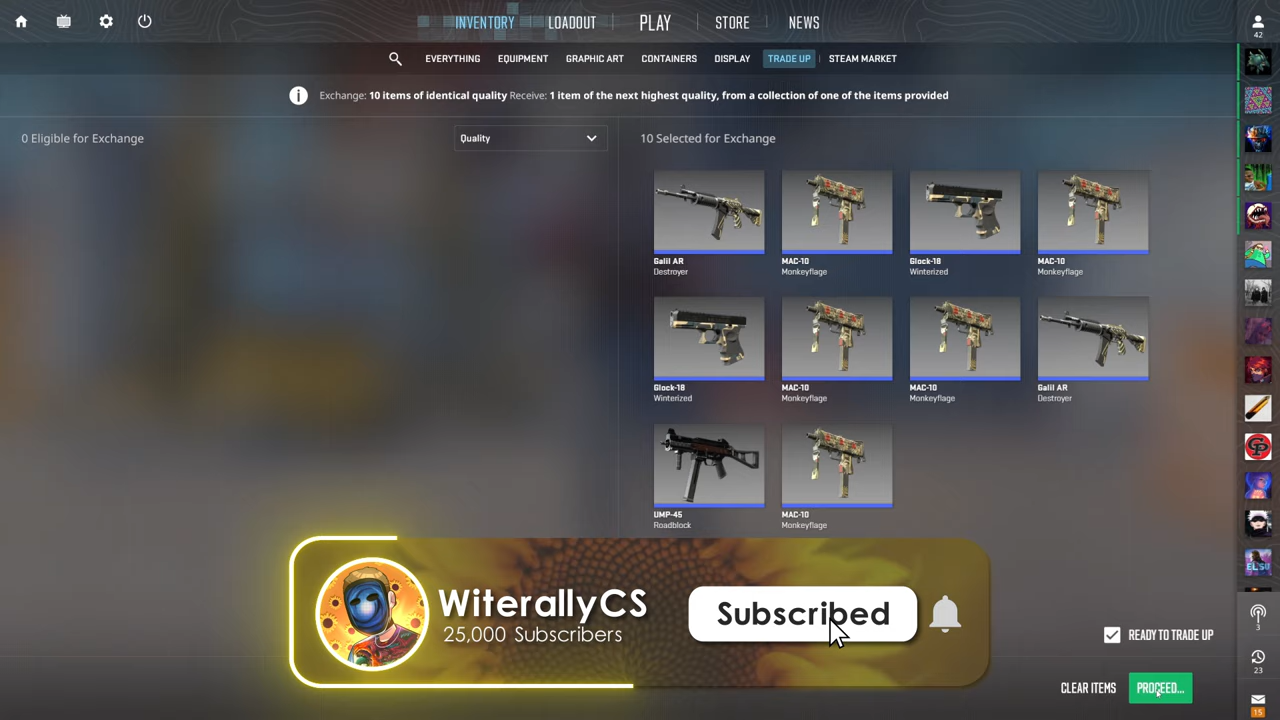 INVENTORY
LOADOUT
PLAY
STORE
NEWS
42
EVERYTHING
EQUIPMENT
GRAPHIC ART
CONTAINERS
DISPLAY
TRADE UP
STEAM MARKET
Exchange: 10 items of identical quality Receive: 1 item of the next highest quality, from a collection of one of the items provided
0 Eligible for Exchange
Quality
10 Selected for Exchange
Galil AR
Destroyer
MAC-10
Monkeyflage
Glock-18
Winterized
MAC-10
Monkeyflage
Glock-18
Winterized
MAC-10
Monkeyflage
MAC-10
Monkeyflage
Galil AR
Destroyer
UMP-45
Roadblock
MAC-10
Monkeyflage
WiterallyCS
25,000 Subscribers
Subscribed
READY TO TRADE UP
CLEAR ITEMS
PROCEED...
3
23
15